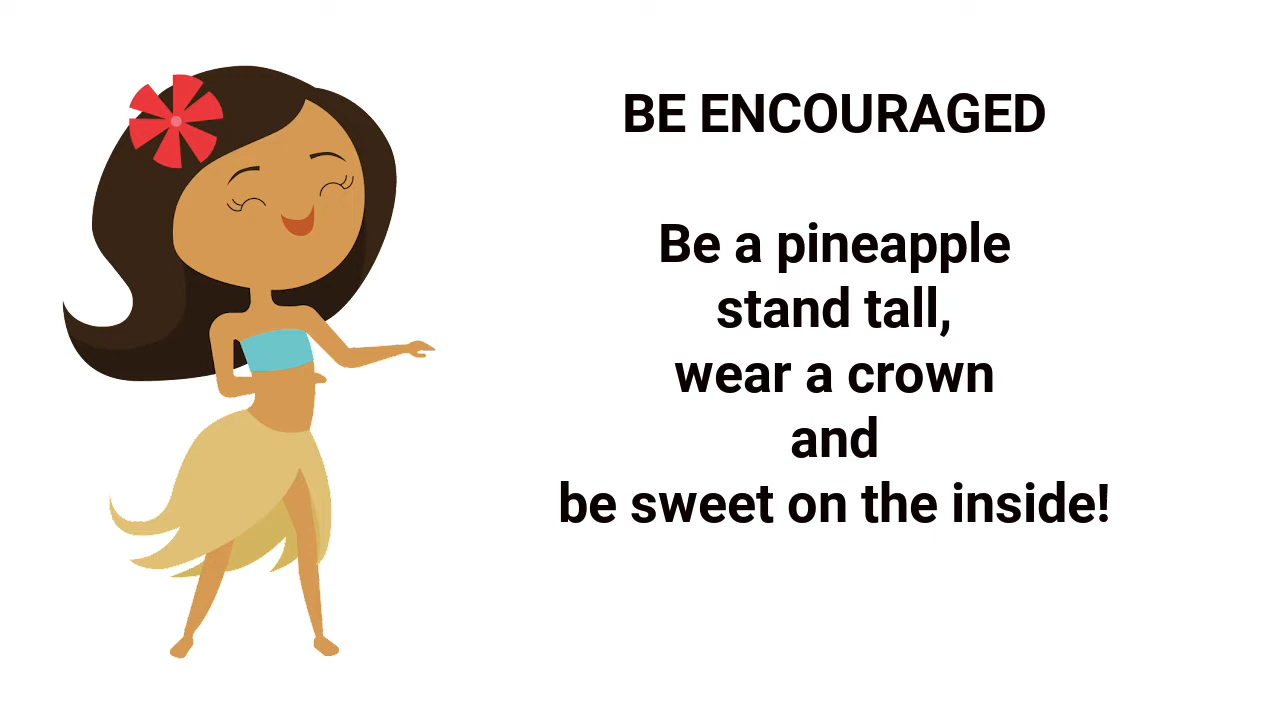 BE ENCOURAGED
Be a pineapple
stand tall,
wear a crown
and
be sweet on the inside!